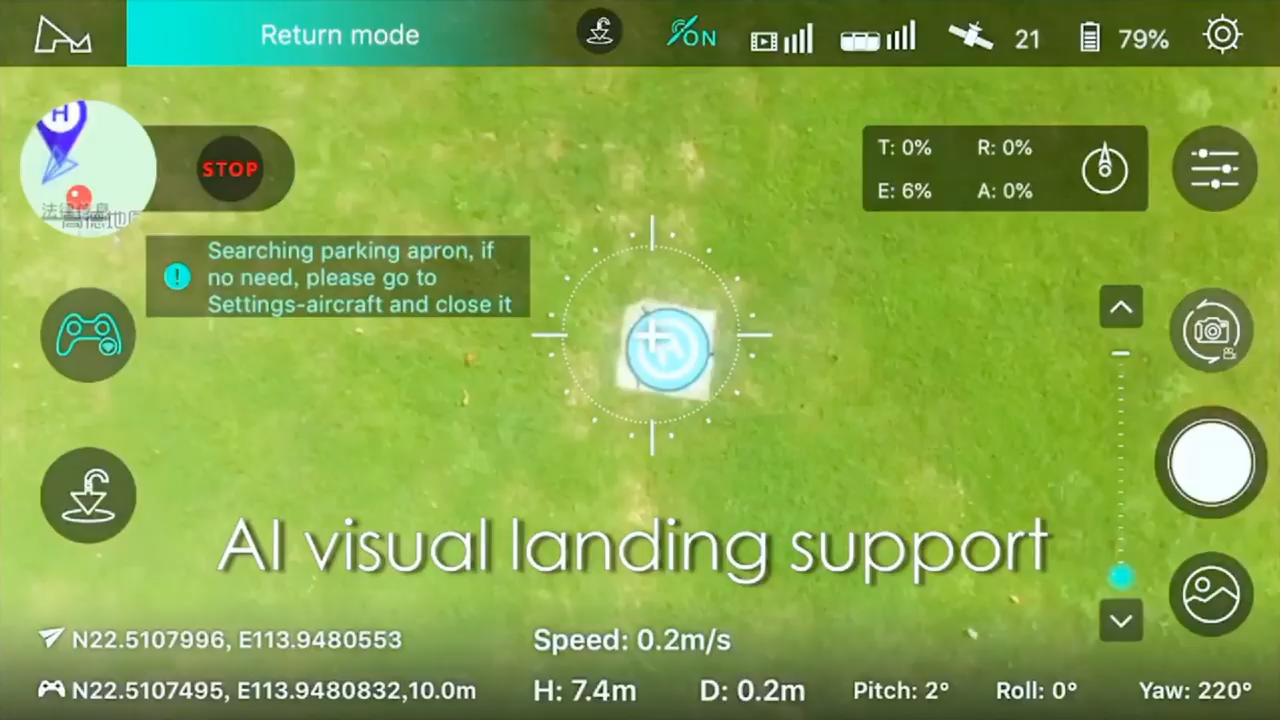 Return mode
ON
21
79%
H
STOP
T: 0%
R: 0%
E: 6%
A: 0%
Searching parking apron, if
no need, please go to
Settings-aircraft and close it
AI visual landing support
N22.5107996, E113.9480553
Speed: 0.2m/s
N22.5107495, E113.9480832,10.0m
H: 7.4m
D: 0.2m
Pitch: 2°
Roll: 0°
Yaw: 220°